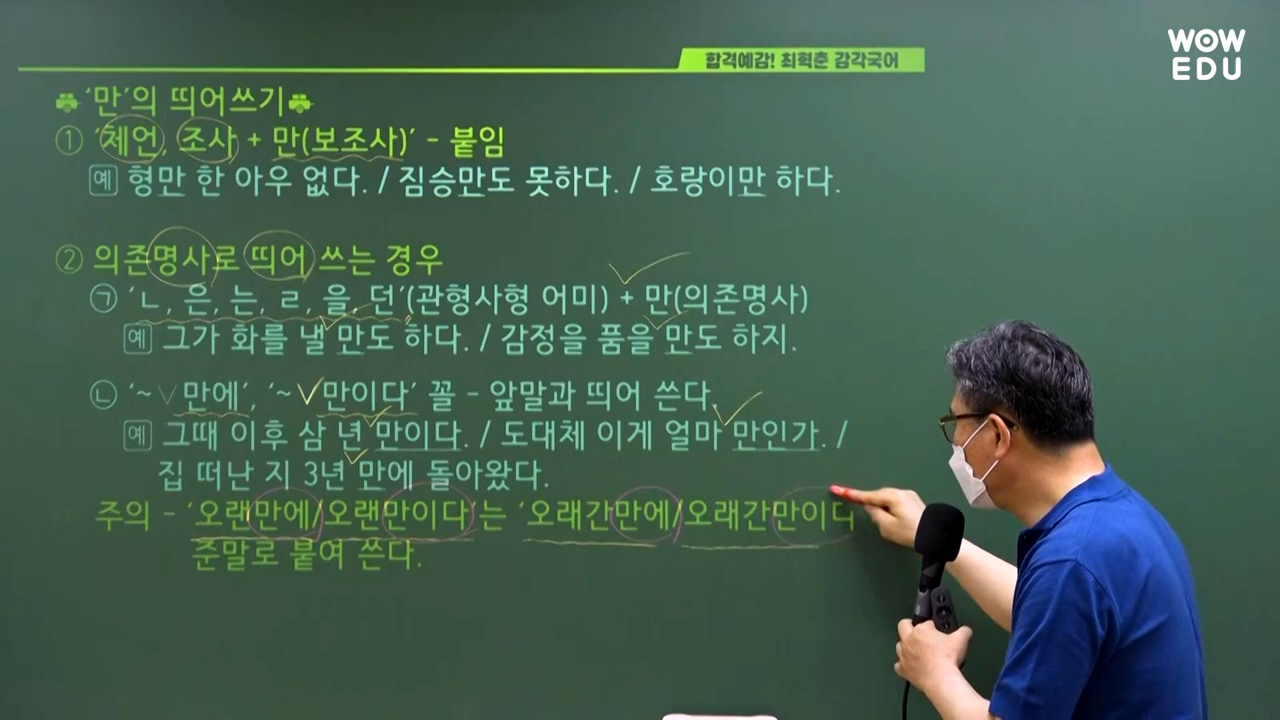 합격예감! 최혁춘 감각국어
WOW
EDU
'만'의 띄어쓰기
① '체언, 조사 + 만(보조사)' - 붙임
예 형만 한 아우 없다. / 짐승만도 못하다. / 호랑이만 하다.
② 의존명사로 띄어 쓰는 경우
㉠ 'ㄴ, 은, 는, ㄹ, 을, 던'(관형사형 어미) + 만(의존명사)
예 그가 화를 낼 만도 하다. / 감정을 품을 만도 하지.
㉡ '~∨만에', '~∨만이다' 꼴 - 앞말과 띄어 쓴다.
예 그때 이후 삼 년 만이다. / 도대체 이게 얼마 만인가. /
집 떠난 지 3년 만에 돌아왔다.
주의 - '오랜만에/오랜만이다'는 '오래간만에/오래간만이다
준말로 붙여 쓴다.